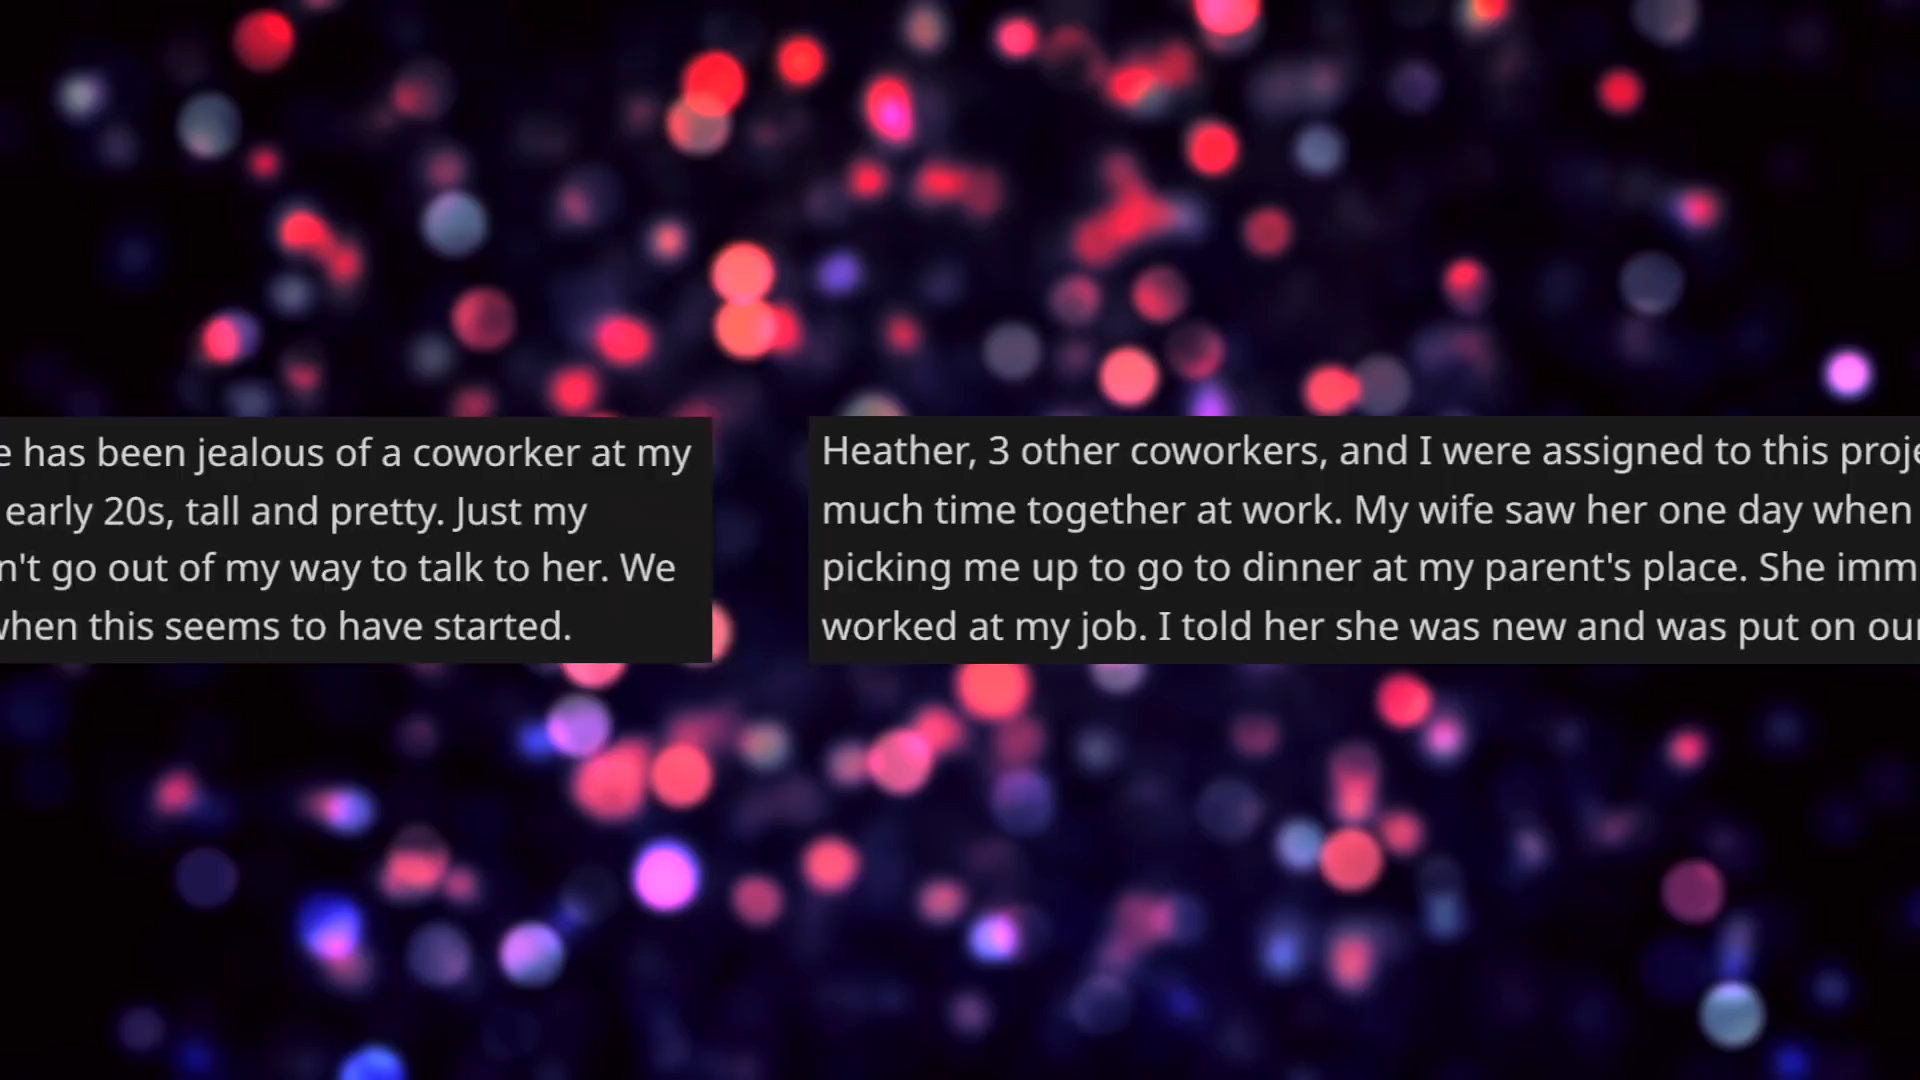 has been jealous of a coworker at my
early 20s, tall and pretty. Just my
n't go out of my way to talk to her. We
when this seems to have started.
Heather, 3 other coworkers, and I were assigned to this proje
much time together at work. My wife saw her one day when
picking me up to go to dinner at my parent's place. She imm
worked at my job. I told her she was new and was put on our